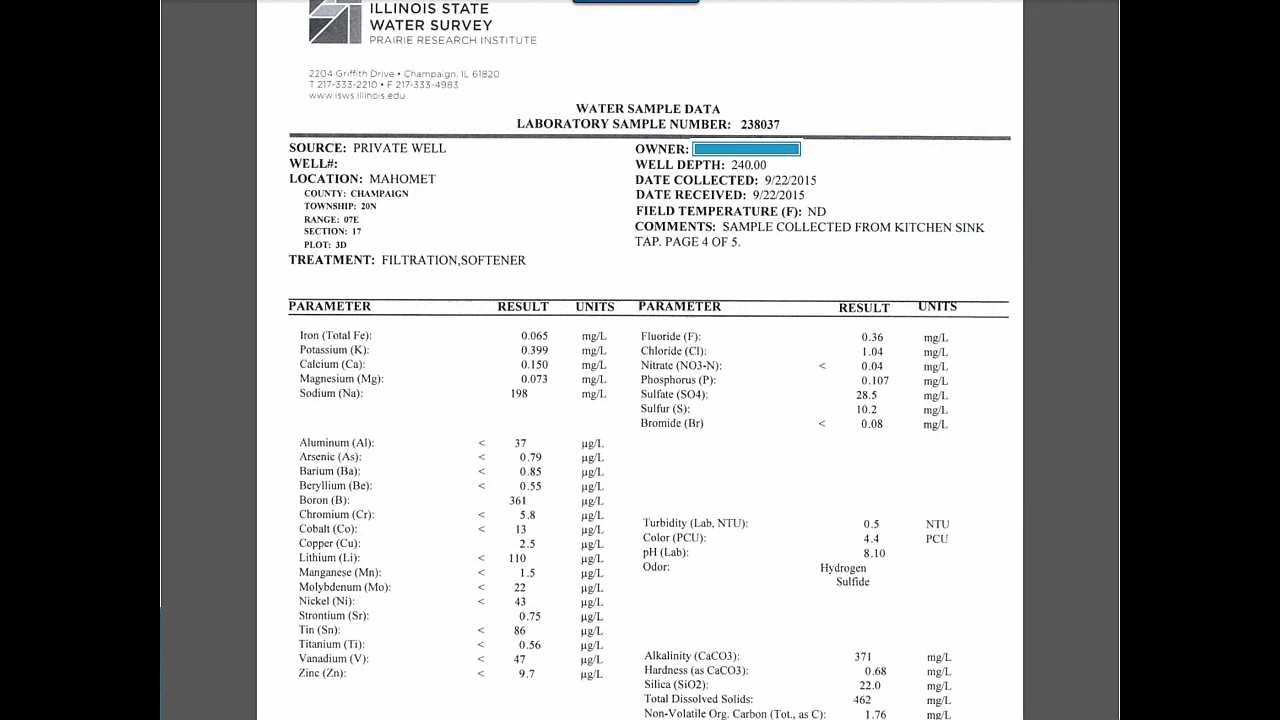 ILLINOIS STATE
WATER SURVEY
PRAIRIE RESEARCH INSTITUTE
2204 Griffith Drive • Champaign, IL 61820
T 217-333-2210 • F 217-333-4983
www.isws.illinois.edu
WATER SAMPLE DATA
LABORATORY SAMPLE NUMBER: 238037
SOURCE: PRIVATE WELL
WELL#:
LOCATION: MAHOMET
COUNTY: CHAMPAIGN
TOWNSHIP: 20N
RANGE: 07E
SECTION: 17
PLOT: 3D
TREATMENT: FILTRATION,SOFTENER
OWNER:
WELL DEPTH: 240.00
DATE COLLECTED: 9/22/2015
DATE RECEIVED: 9/22/2015
FIELD TEMPERATURE (F): ND
COMMENTS: SAMPLE COLLECTED FROM KITCHEN SINK
TAP. PAGE 4 OF 5.
PARAMETER RESULT UNITS
Iron (Total Fe): 0.065 mg/L
Potassium (K): 0.399 mg/L
Calcium (Ca): 0.150 mg/L
Magnesium (Mg): 0.073 mg/L
Sodium (Na): 198 mg/L
Aluminum (Al): < 37 µg/L
Arsenic (As): < 0.79 µg/L
Barium (Ba): < 0.85 µg/L
Beryllium (Be): < 0.55 µg/L
Boron (B): 361 µg/L
Chromium (Cr): < 5.8 µg/L
Cobalt (Co): < 13 µg/L
Copper (Cu): 2.5 µg/L
Lithium (Li): < 110 µg/L
Manganese (Mn): < 1.5 µg/L
Molybdenum (Mo): < 22 µg/L
Nickel (Ni): < 43 µg/L
Strontium (Sr): 0.75 µg/L
Tin (Sn): < 86 µg/L
Titanium (Ti): < 0.56 µg/L
Vanadium (V): < 47 µg/L
Zinc (Zn): < 9.7 µg/L
PARAMETER RESULT UNITS
Fluoride (F): 0.36 mg/L
Chloride (Cl): 1.04 mg/L
Nitrate (NO3-N): < 0.04 mg/L
Phosphorus (P): 0.107 mg/L
Sulfate (SO4): 28.5 mg/L
Sulfur (S): 10.2 mg/L
Bromide (Br) < 0.08 mg/L
Turbidity (Lab, NTU): 0.5 NTU
Color (PCU): 4.4 PCU
pH (Lab): 8.10
Odor: Hydrogen
Sulfide
Alkalinity (CaCO3): 371 mg/L
Hardness (as CaCO3): 0.68 mg/L
Silica (SiO2): 22.0 mg/L
Total Dissolved Solids: 462 mg/L
Non-Volatile Org. Carbon (Tot., as C): 1.76 mg/L